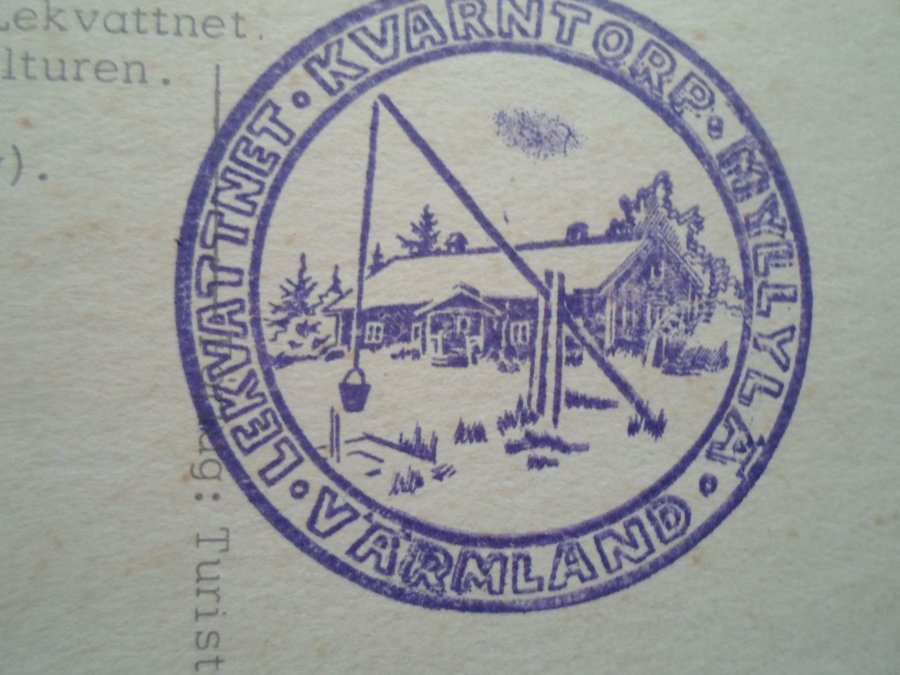 Lekvattnet.
lturen.
).
LEKVATTNET · KVARNTORP · MYLLYLÄ · VÄRMLAND
g: Turist